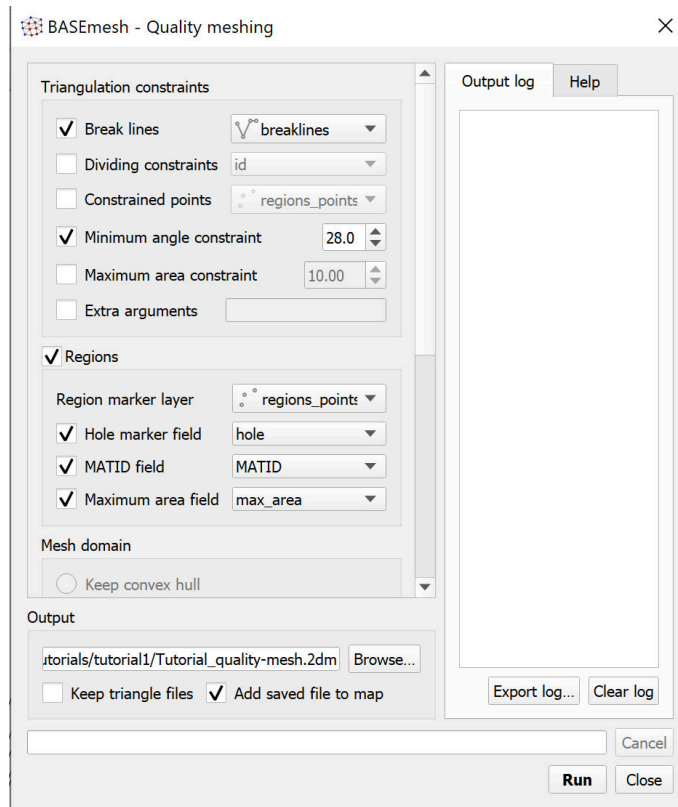 BASEmesh - Quality meshing
Triangulation constraints
Break lines breaklines
Dividing constraints id
Constrained points regions_points
Minimum angle constraint 28.0
Maximum area constraint 10.00
Extra arguments
Regions
Region marker layer regions_points
Hole marker field hole
MATID field MATID
Maximum area field max_area
Mesh domain
Keep convex hull
Output
utorials/tutorial1/Tutorial_quality-mesh.2dm Browse...
Keep triangle files Add saved file to map
Output log Help
Export log... Clear log
Cancel
Run Close